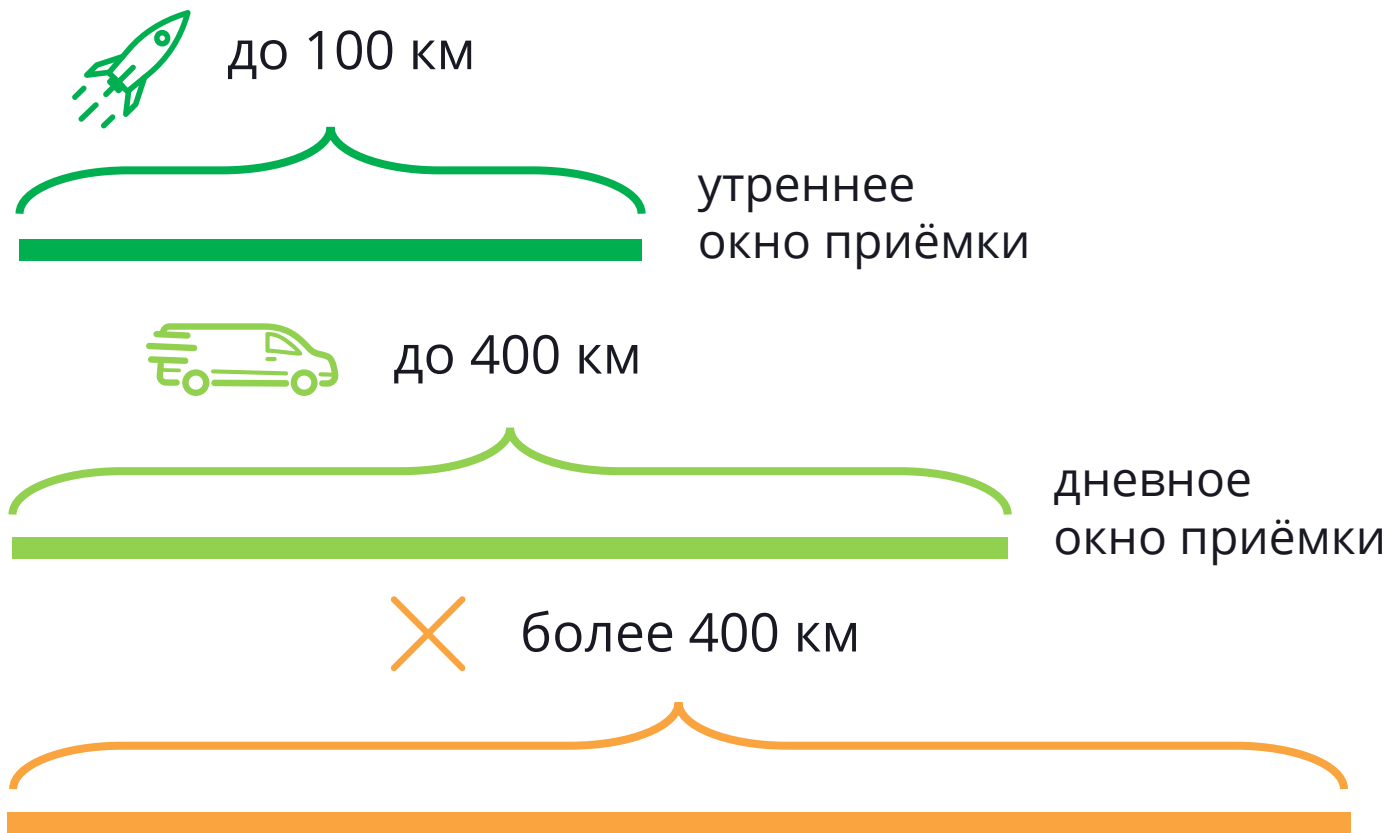 до 100 км
утреннее
окно приёмки
до 400 км
дневное
окно приёмки
более 400 км